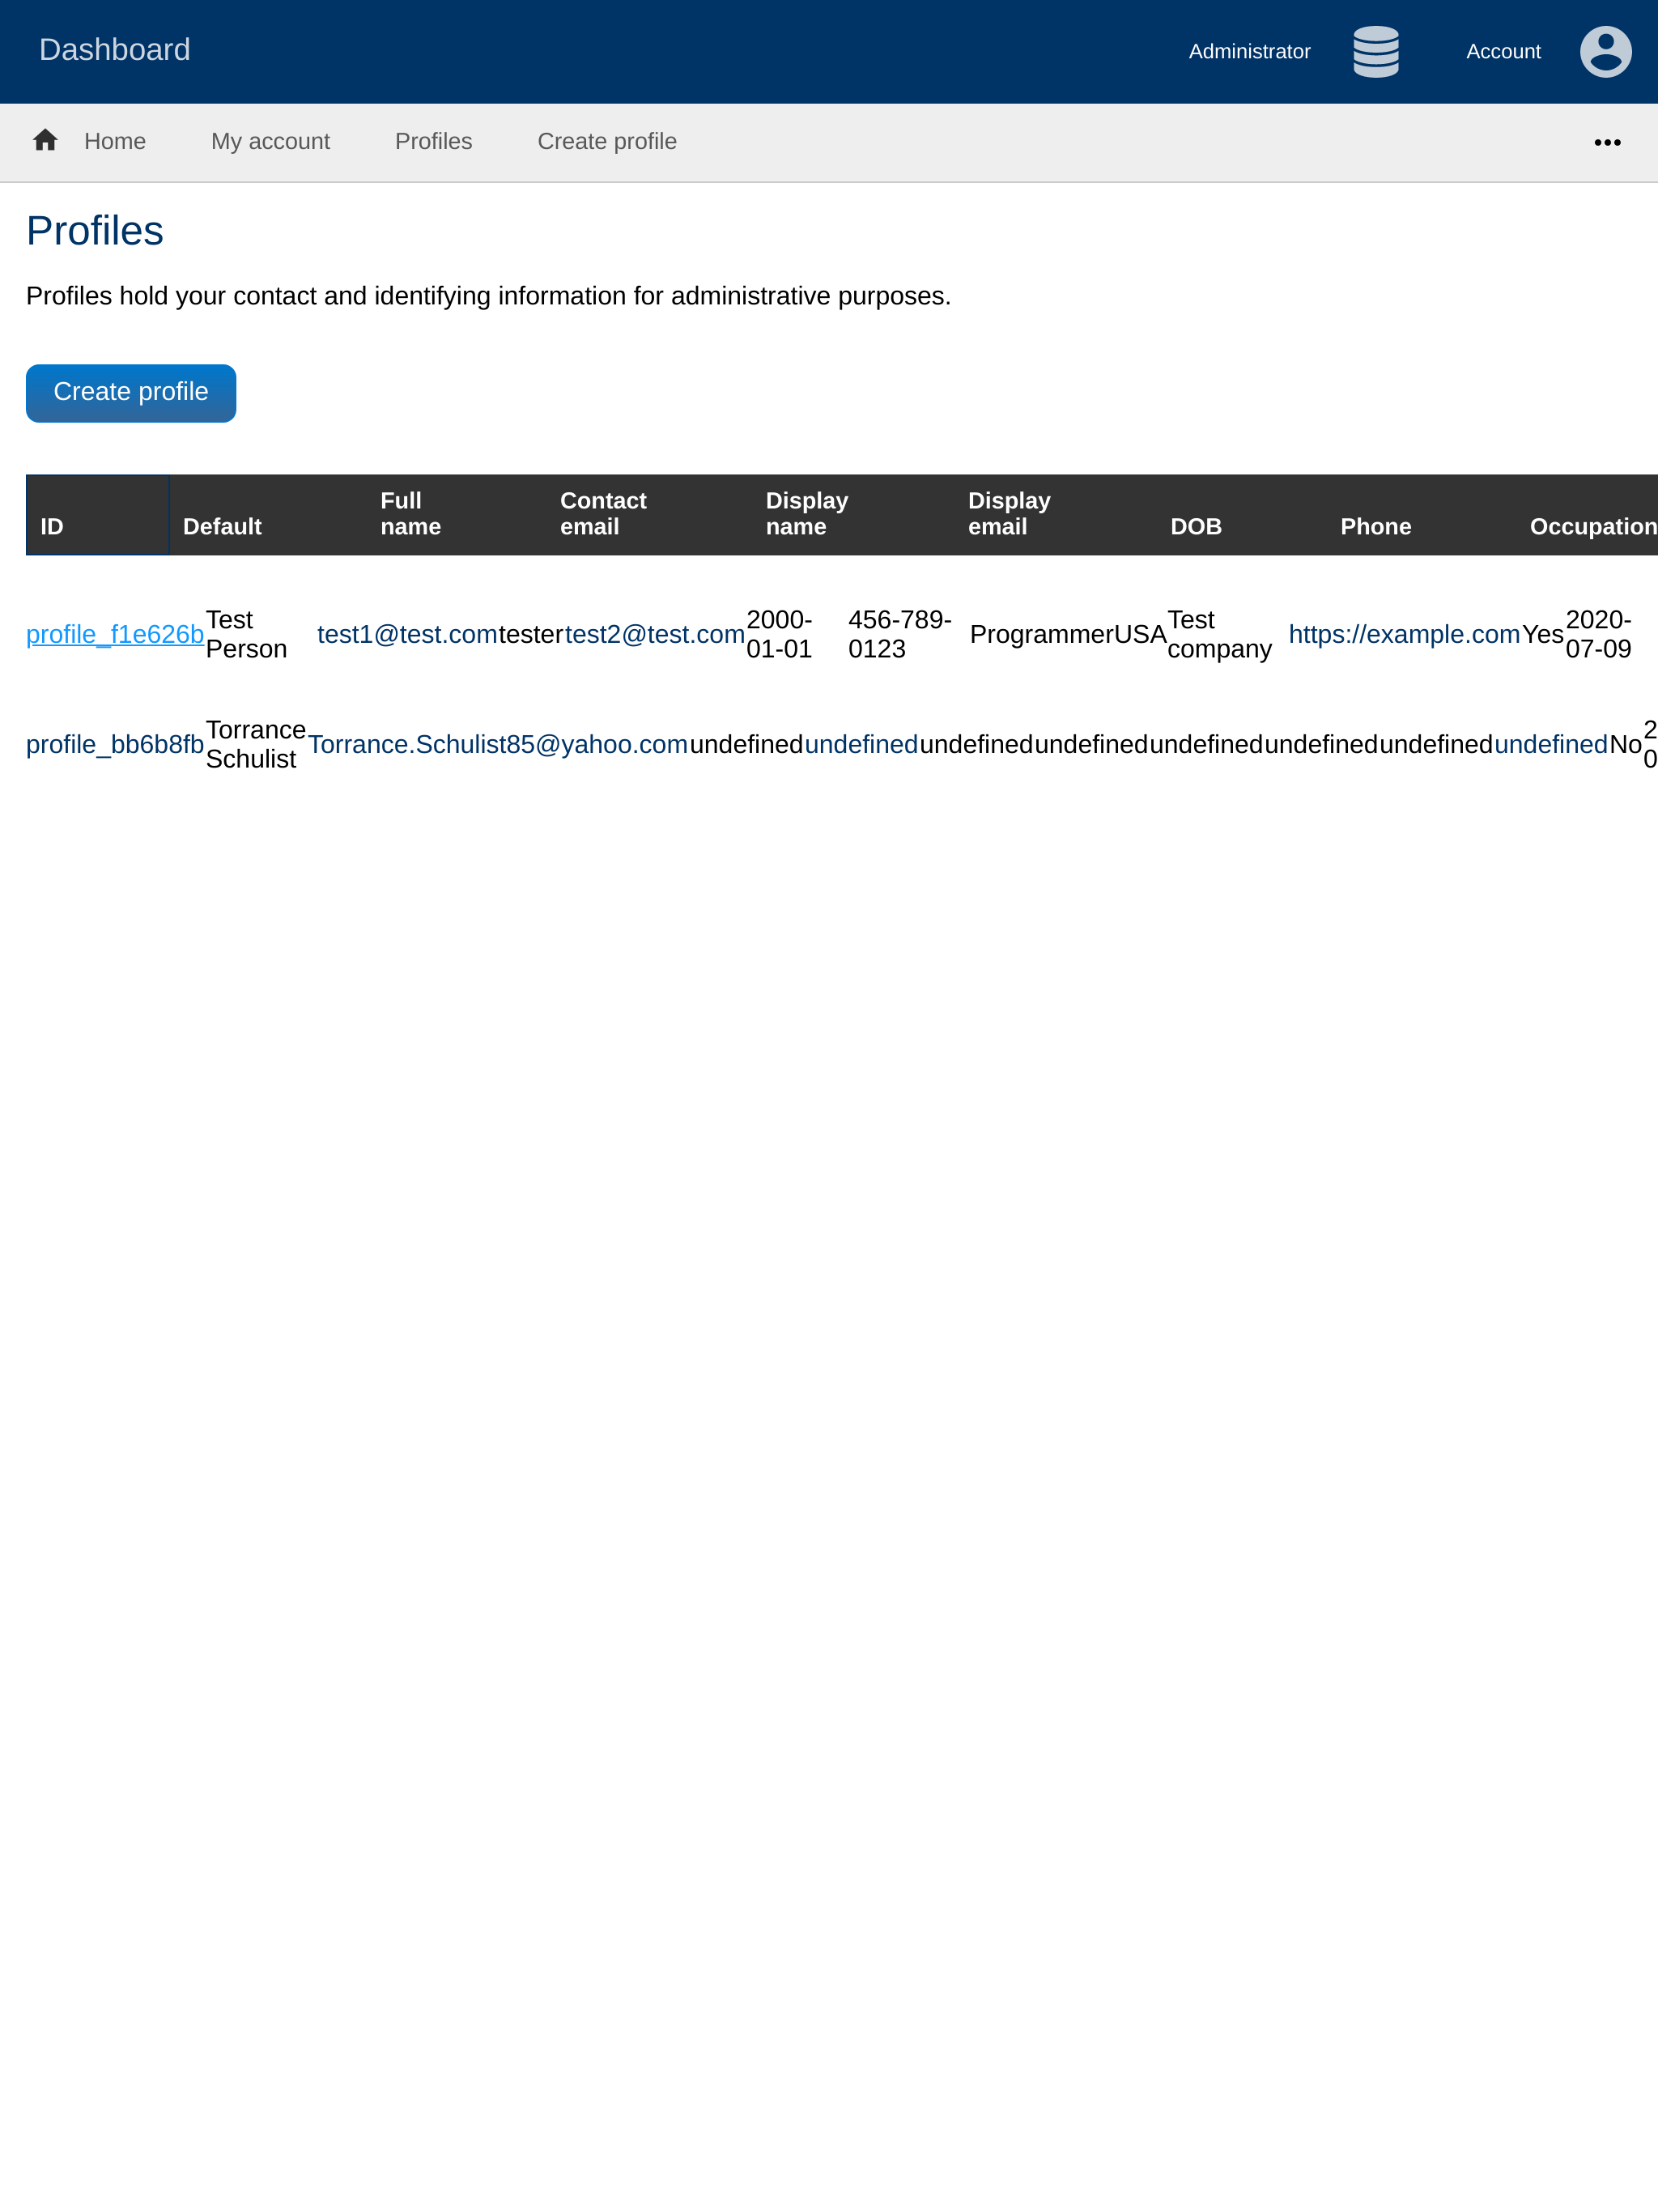 Dashboard Administrator Account
Home My account Profiles Create profile •••
Profiles
Profiles hold your contact and identifying information for administrative purposes.
Create profile
Full Contact Display Display
ID Default name email name email DOB Phone Occupation
Test 2000- 456-789- Test 2020-
profile_f1e626b test1@test.com tester test2@test.com Programmer USA https://example.com Yes
Person 01-01 0123 company 07-09
Torrance 2
profile_bb6b8fb Torrance.Schulist85@yahoo.com undefined undefined undefined undefined undefined undefined undefined undefined No
Schulist 0